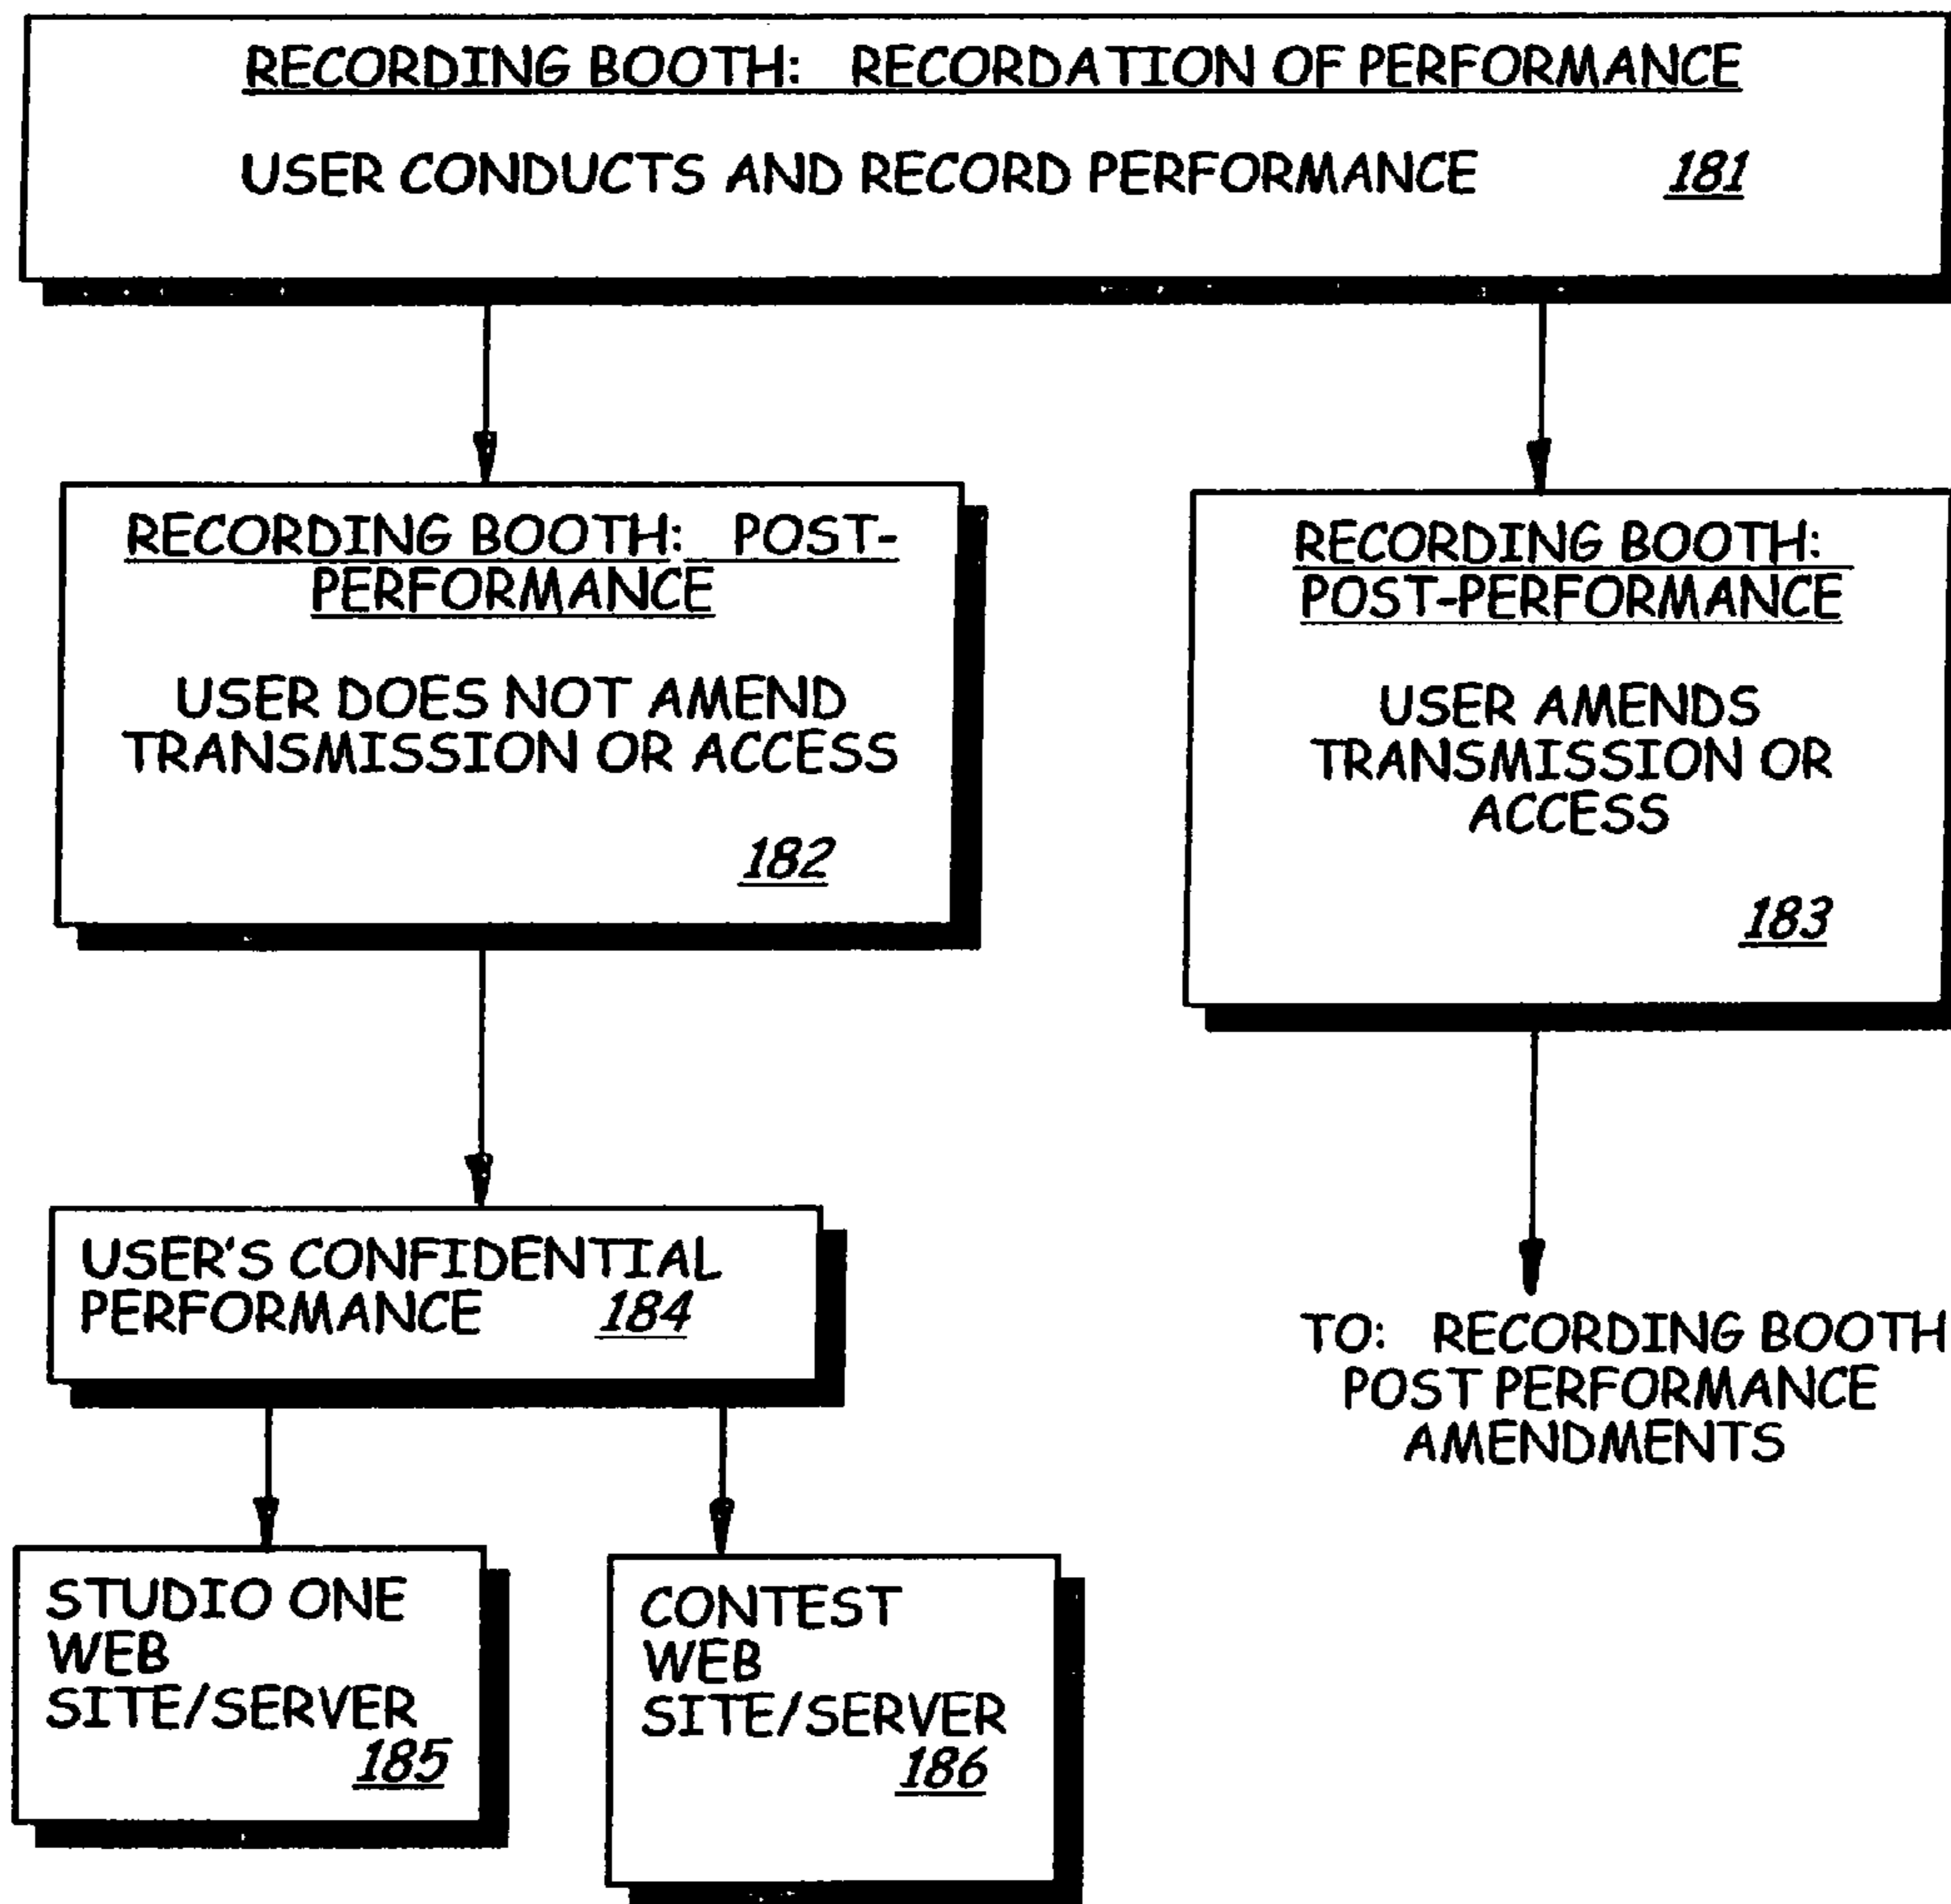 RECORDING BOOTH: RECORDATION OF PERFORMANCE
USER CONDUCTS AND RECORD PERFORMANCE 181
RECORDING BOOTH: POST-
PERFORMANCE
USER DOES NOT AMEND
TRANSMISSION OR ACCESS
182
RECORDING BOOTH:
POST-PERFORMANCE
USER AMENDS
TRANSMISSION OR
ACCESS
183
USER'S CONFIDENTIAL
PERFORMANCE 184
TO: RECORDING BOOTH
POST PERFORMANCE
AMENDMENTS
STUDIO ONE
WEB
SITE/SERVER
185
CONTEST
WEB
SITE/SERVER
186